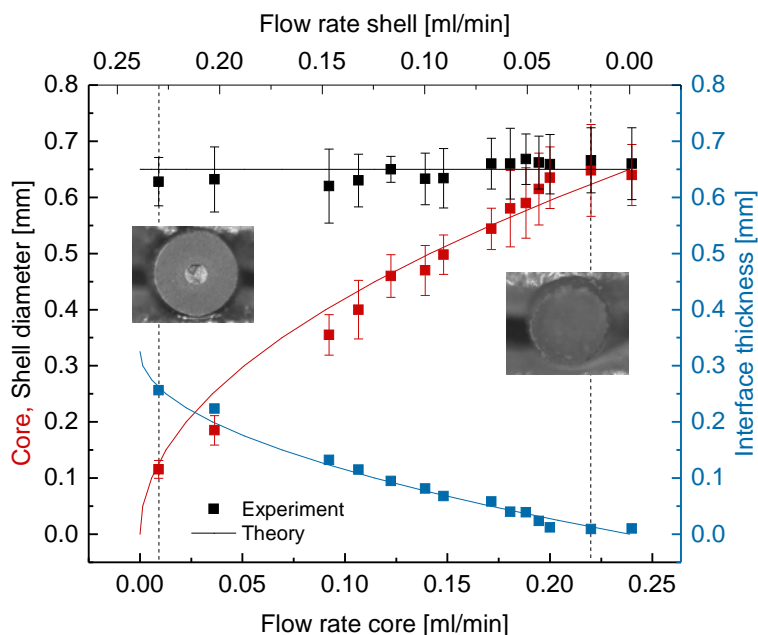 Flow rate shell [ml/min]
0.25 0.20 0.15 0.10 0.05 0.00
0.8 0.8
0.7 0.7
0.6 0.6
0.5 0.5
0.4 0.4
0.3 0.3
0.2 0.2
0.1 0.1
0.0 0.0
Core, Shell diameter [mm]
Interface thickness [mm]
Experiment
Theory
0.00 0.05 0.10 0.15 0.20 0.25
Flow rate core [ml/min]